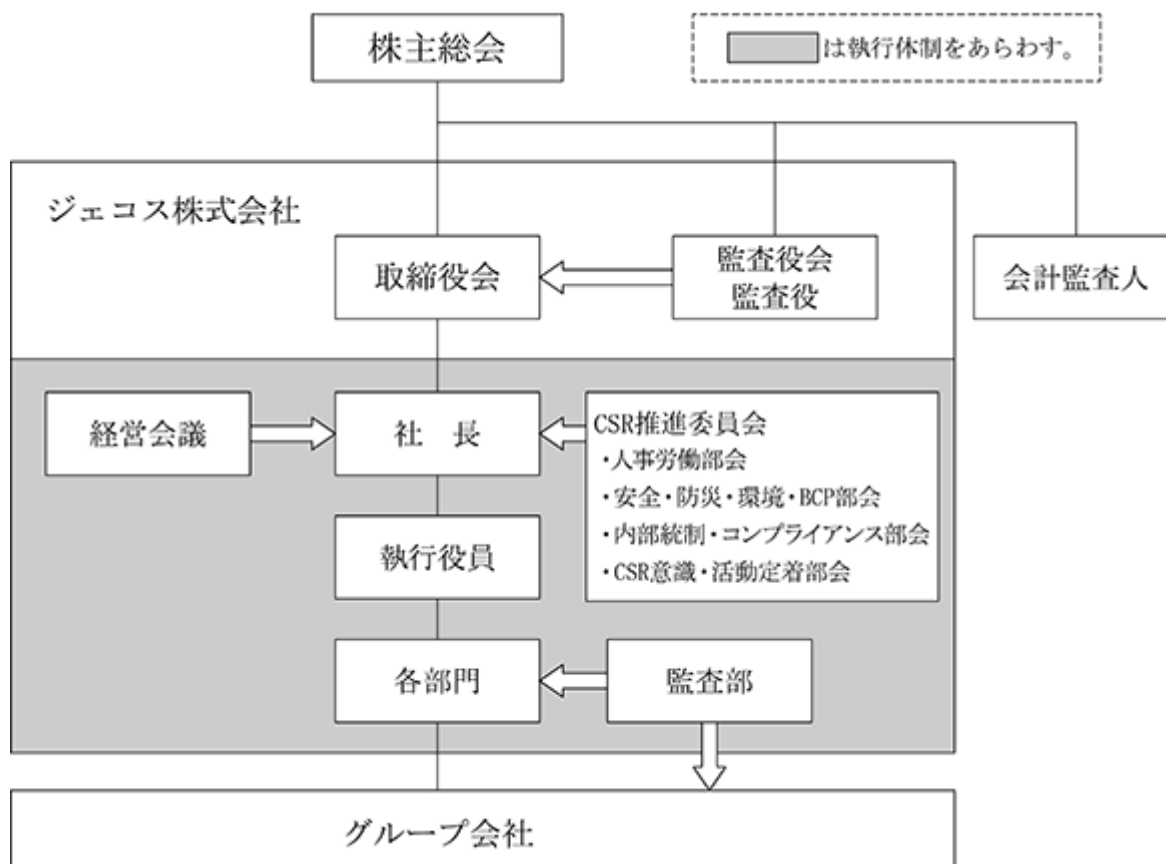 株主総会
は執行体制をあらわす。
ジェコス株式会社
取締役会
監査役会
監査役
会計監査人
経営会議
社　長
CSR推進委員会
・人事労働部会
・安全・防災・環境・BCP部会
・内部統制・コンプライアンス部会
・CSR意識・活動定着部会
執行役員
各部門
監査部
グループ会社